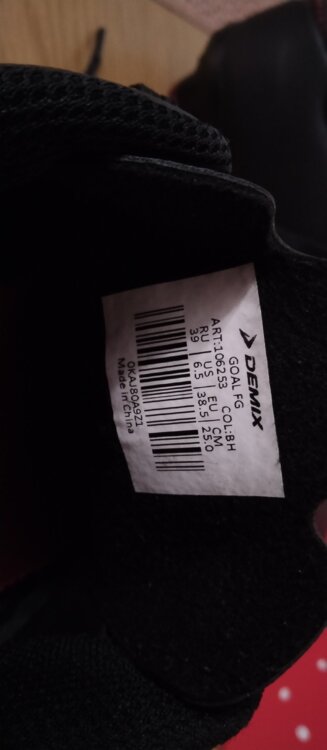 DEMIX
GOAL FG
ART:106253 COL:BH
RU | US | EU | CM
39 | 6.5 | 38.5 | 25.0
OKAJ8OA9Z1
Made in China